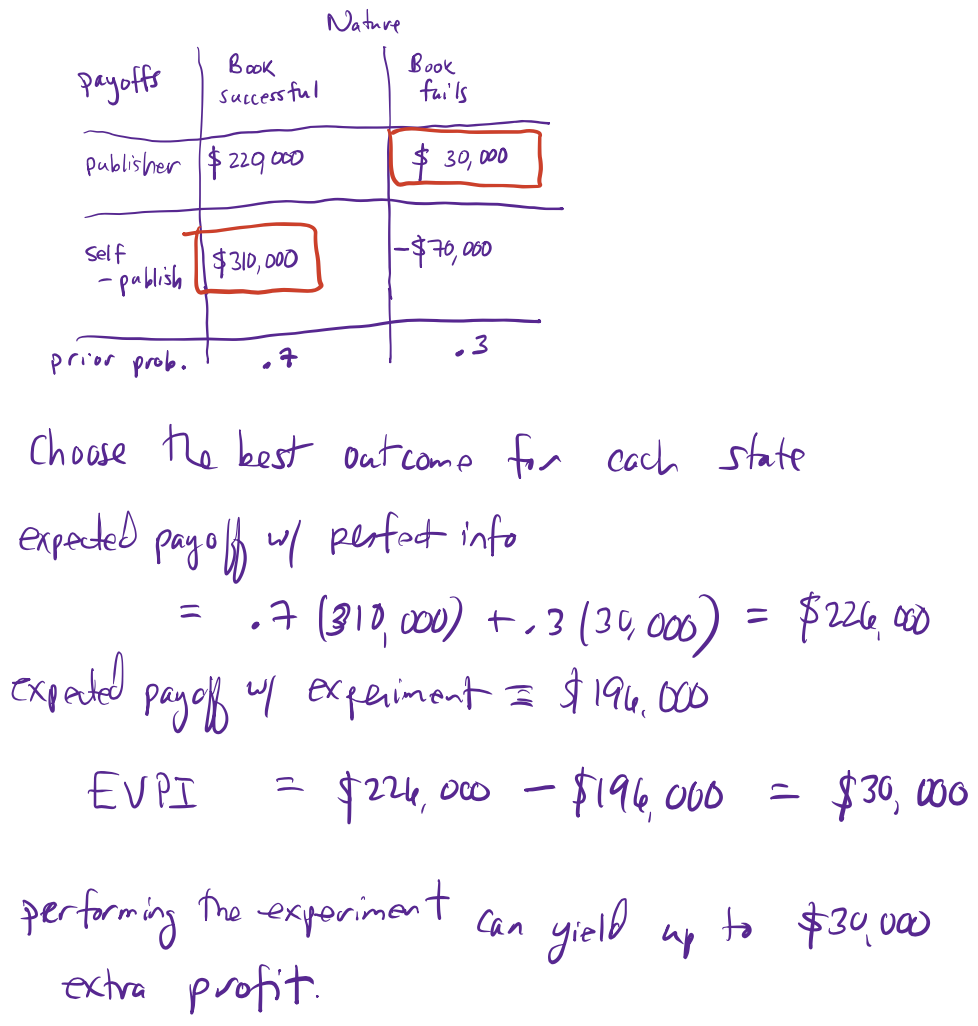 Nature
payoffs Book successful Book fails
publisher $ 220,000 $ 30,000
self-publish $310,000 -$70,000
prior prob. .7 .3
Choose the best outcome for each state
expected payoff w/ perfect info
= .7 (310,000) + .3 (30,000) = $226,000
expected payoff w/ experiment = $196,000
EVPI = $226,000 - $196,000 = $30,000
performing the experiment can yield up to $30,000
extra profit.